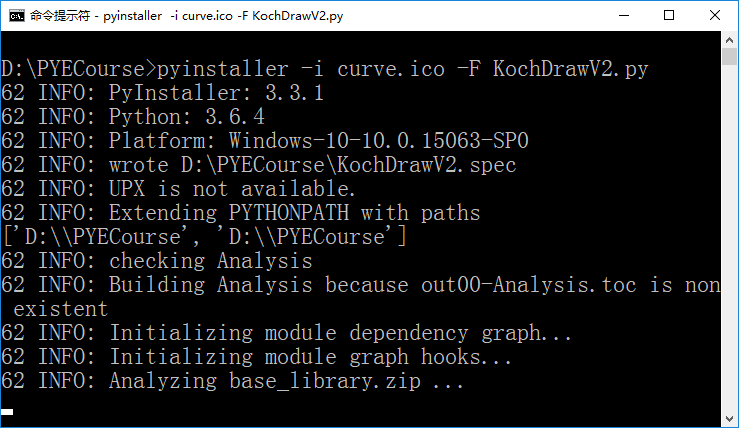 命令提示符 - pyinstaller -i curve.ico -F KochDrawV2.py
D:\PYECourse>pyinstaller -i curve.ico -F KochDrawV2.py
62 INFO: PyInstaller: 3.3.1
62 INFO: Python: 3.6.4
62 INFO: Platform: Windows-10-10.0.15063-SP0
62 INFO: wrote D:\PYECourse\KochDrawV2.spec
62 INFO: UPX is not available.
62 INFO: Extending PYTHONPATH with paths
['D:\\PYECourse', 'D:\\PYECourse']
62 INFO: checking Analysis
62 INFO: Building Analysis because out00-Analysis.toc is non
existent
62 INFO: Initializing module dependency graph...
62 INFO: Initializing module graph hooks...
62 INFO: Analyzing base_library.zip ...